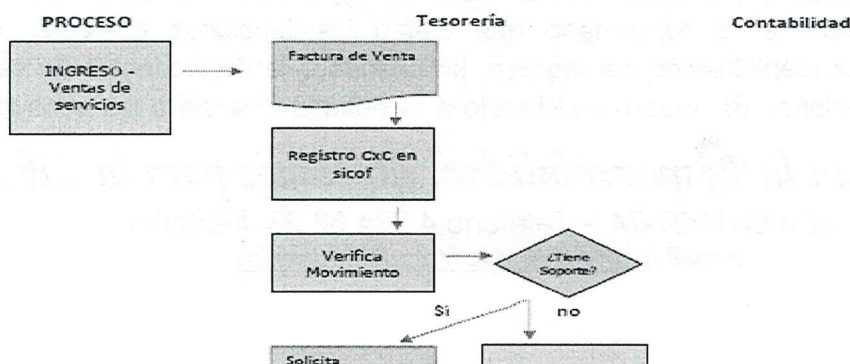 PROCESO
Tesorería
Contabilidad
INGRESO -
Ventas de
servicios
Factura de Venta
Registro CxC en
sicof
Verifica
Movimiento
¿Tiene
Soporte?
Si
no
Solicita